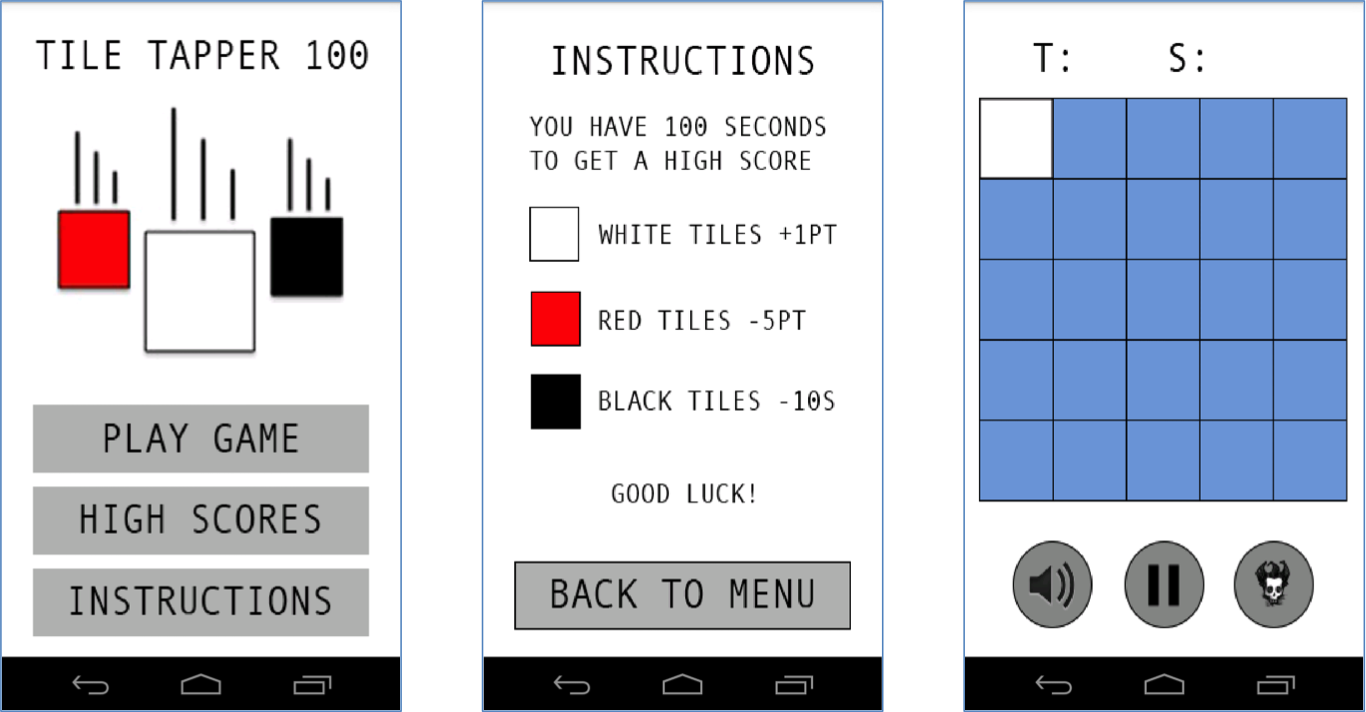 TILE TAPPER 100
PLAY GAME
HIGH SCORES
INSTRUCTIONS
INSTRUCTIONS
YOU HAVE 100 SECONDS
TO GET A HIGH SCORE
WHITE TILES +1PT
RED TILES -5PT
BLACK TILES -10S
GOOD LUCK!
BACK TO MENU
T: S: